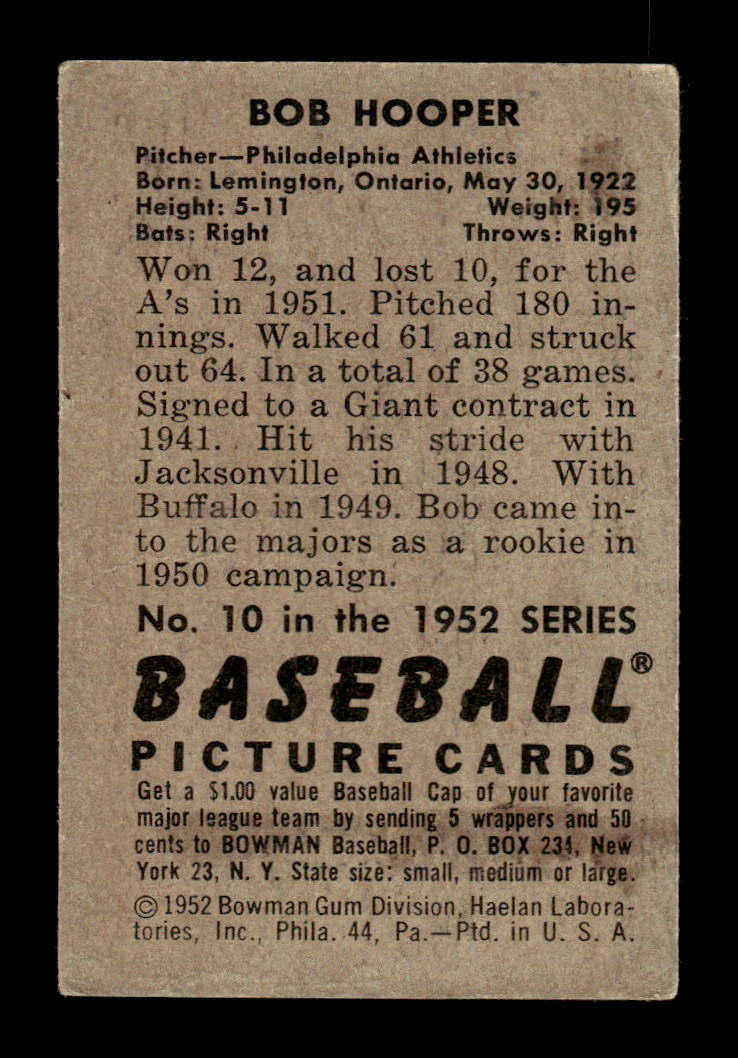 BOB HOOPER
Pitcher—Philadelphia Athletics
Born: Lemington, Ontario, May 30, 1922
Height: 5-11 Weight: 195
Bats: Right Throws: Right
Won 12, and lost 10, for the
A's in 1951. Pitched 180 in-
nings. Walked 61 and struck
out 64. In a total of 38 games.
Signed to a Giant contract in
1941. Hit his stride with
Jacksonville in 1948. With
Buffalo in 1949. Bob came in-
to the majors as a rookie in
1950 campaign.
No. 10 in the 1952 SERIES
BASEBALL®
PICTURE CARDS
Get a $1.00 value Baseball Cap of your favorite
major league team by sending 5 wrappers and 50
cents to BOWMAN Baseball, P. O. BOX 234, New
York 23, N. Y. State size: small, medium or large.
© 1952 Bowman Gum Division, Haelan Labora-
tories, Inc., Phila. 44, Pa.—Ptd. in U. S. A.